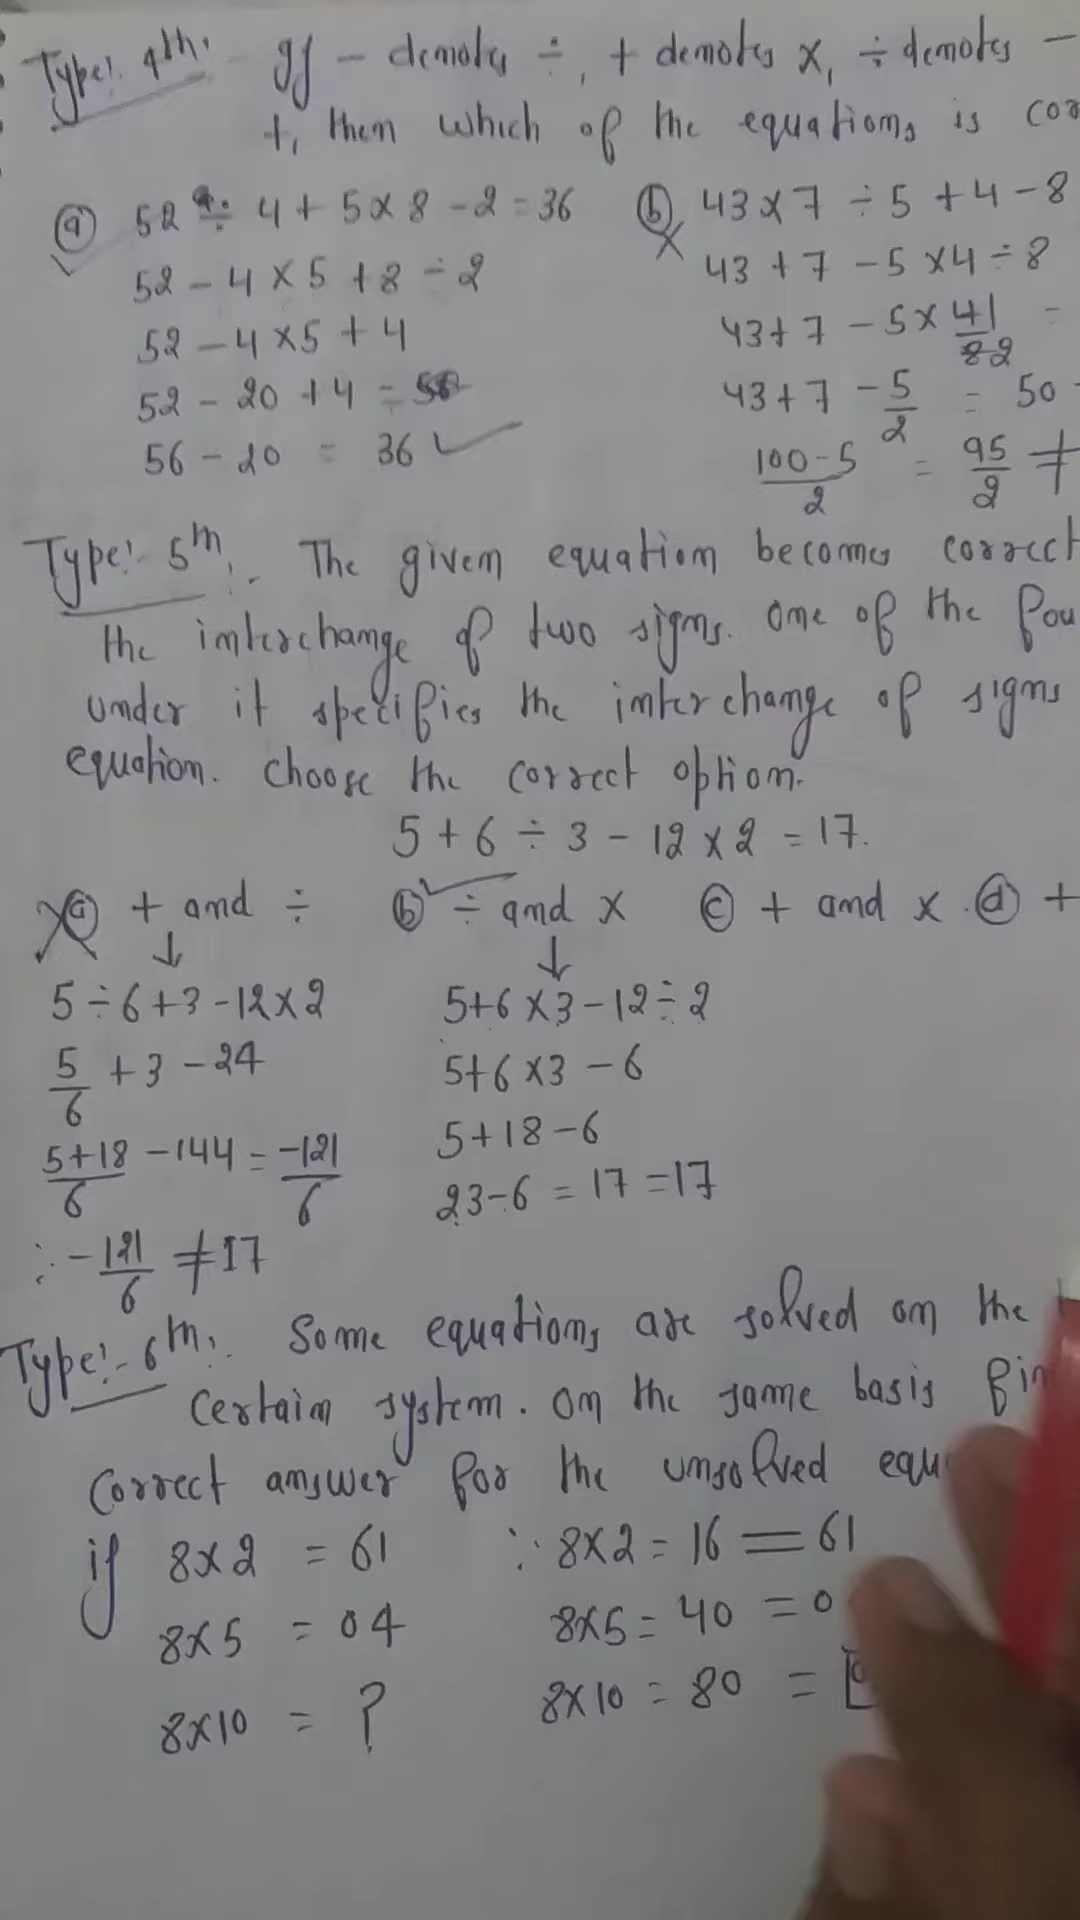 Type:- 4th:- If - denotes ÷, + denotes ×, ÷ denotes -
+, then which of the equations is
(a) 52 ÷ 4 + 5 × 8 - 2 = 36
52 - 4 × 5 + 8 ÷ 2
52 - 4 × 5 + 4
52 - 20 + 4 =
56 - 20 = 36 ✓
(b) 43 × 7 ÷ 5 + 4 - 8
43 + 7 - 5 × 4 ÷ 8
43 + 7 - 5 × 41/82 =
43 + 7 - 5/2 = 50 -
100 - 5/2 = 95/2 ≠
Type:- 5th:- The given equation becomes correct
the interchange of two signs. One of the
under it specifies the interchange of signs
equation. Choose the correct option.
5 + 6 ÷ 3 - 12 × 2 = 17.
(a) + and ÷ (b) ÷ and × (c) + and × (d) +
↓
5 ÷ 6 + 3 - 12 × 2
5/6 + 3 - 24
5+18/6 - 144 = -121/6
∴ -121/6 ≠ 17
↓
5 + 6 × 3 - 12 ÷ 2
5 + 6 × 3 - 6
5 + 18 - 6
23 - 6 = 17 = 17
Type:- 6th:- Some equations are solved on the
certain system. On the same basis
correct answer for the unsolved
if 8 × 2 = 61 ∵ 8 × 2 = 16 = 61
8 × 5 = 04 8 × 5 = 40 = 0
8 × 10 = ? 8 × 10 = 80 =